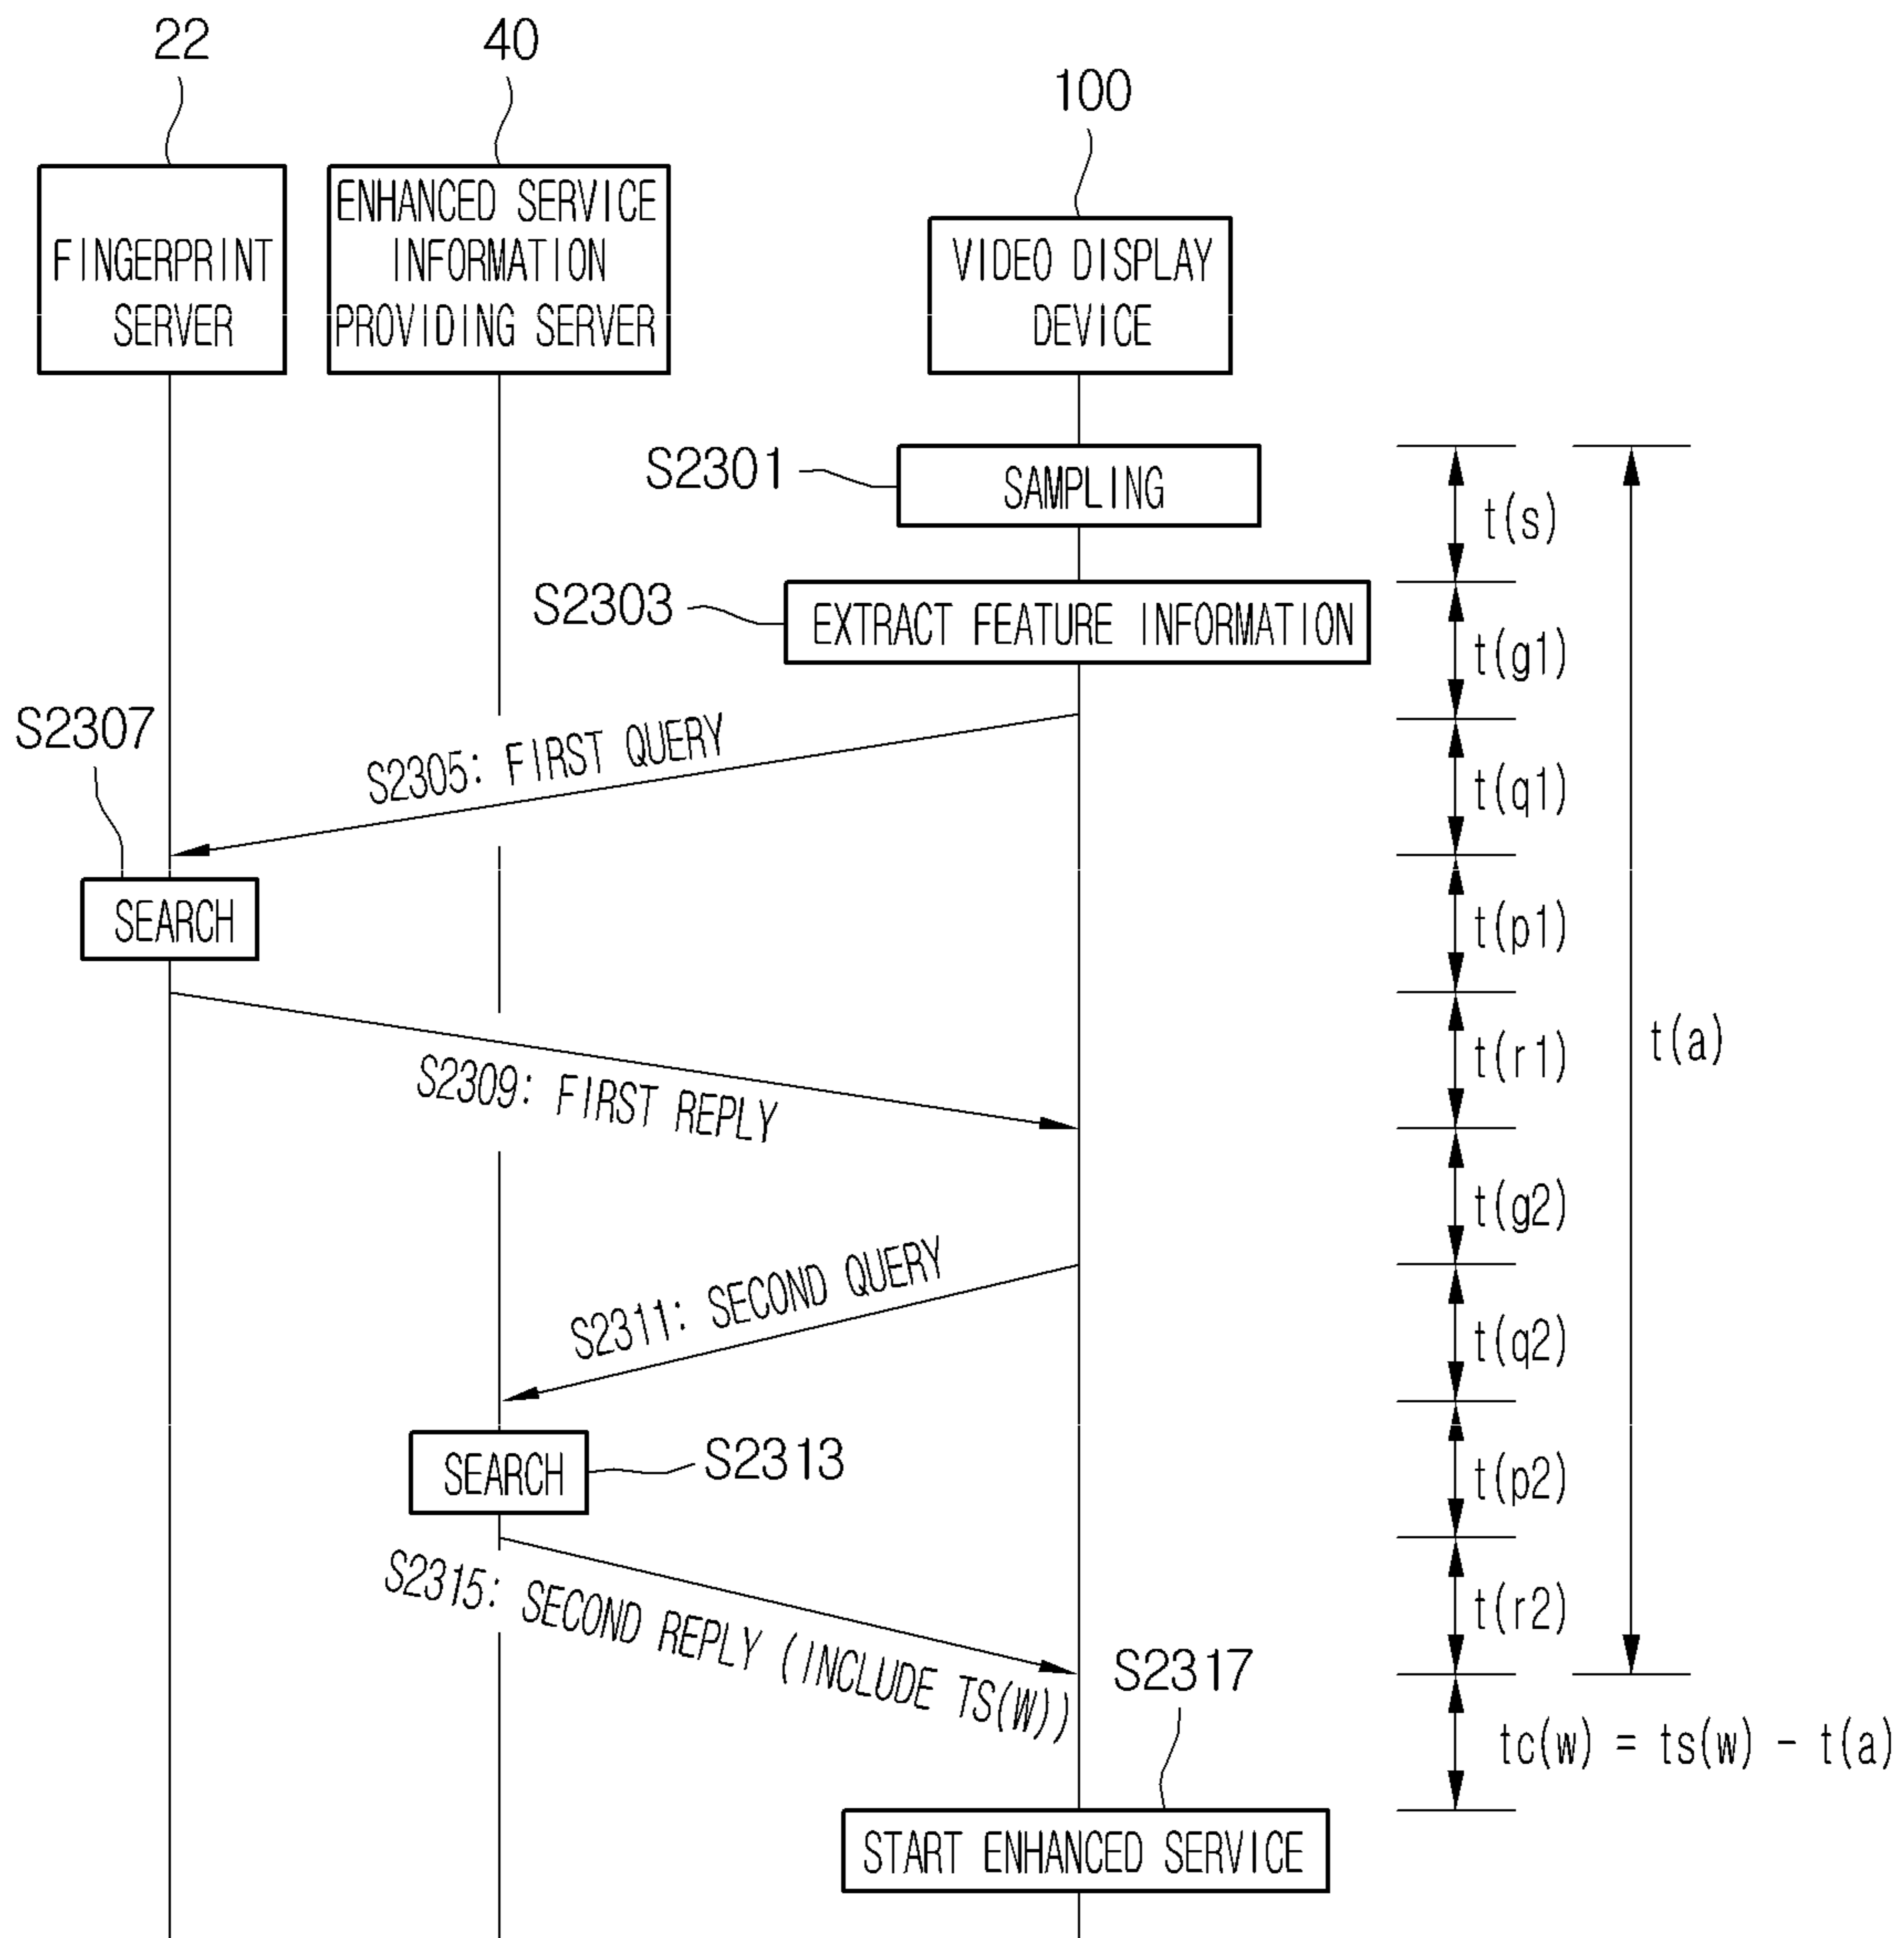 22
40
100
FINGERPRINT
SERVER
ENHANCED SERVICE
INFORMATION
PROVIDING SERVER
VIDEO DISPLAY
DEVICE
S2301
SAMPLING
t(s)
S2303
EXTRACT FEATURE INFORMATION
t(g1)
S2307
S2305: FIRST QUERY
t(q1)
SEARCH
t(p1)
S2309: FIRST REPLY
t(r1)
t(a)
t(g2)
S2311: SECOND QUERY
t(q2)
SEARCH
S2313
t(p2)
S2315: SECOND REPLY (INCLUDE TS(W))
t(r2)
S2317
tc(w) = ts(w) - t(a)
START ENHANCED SERVICE